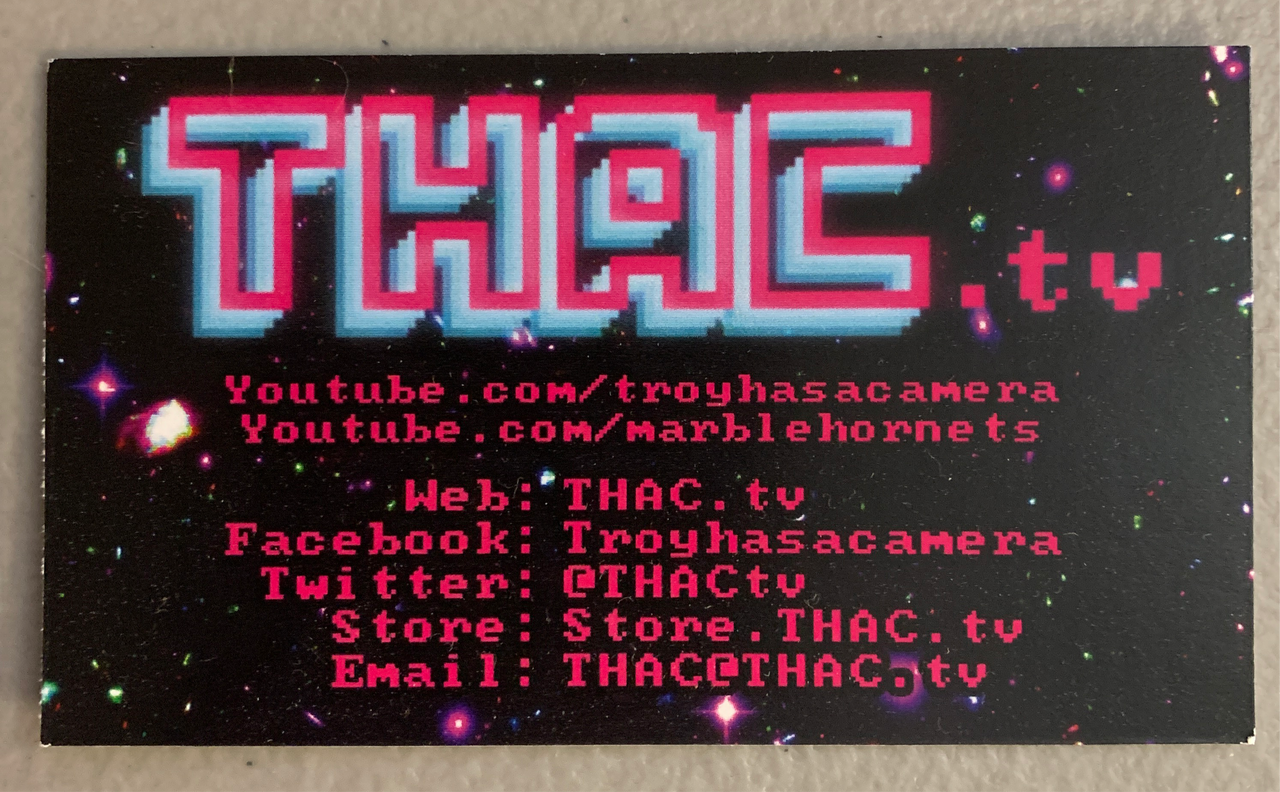 THAC.tv
Youtube.com/troyhasacamera
Youtube.com/marblehornets
Web: THAC.tv
Facebook: Troyhasacamera
Twitter: @THACtv
Store: Store.THAC.tv
Email: THAC@THAC.tv